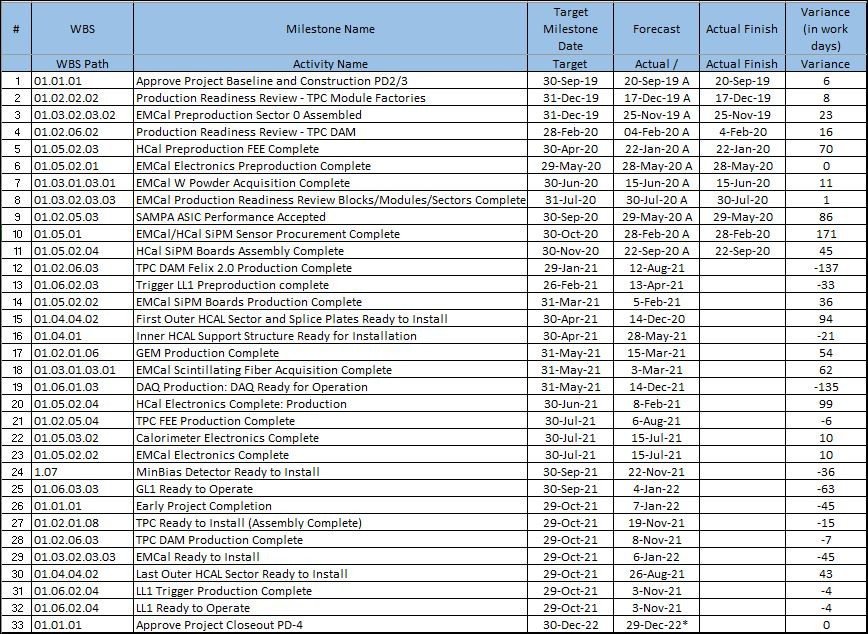 # WBS Milestone Name Target Milestone Date Forecast Actual Finish Variance (in work days)
WBS Path Activity Name Target Actual / Actual Finish Variance
1 01.01.01 Approve Project Baseline and Construction PD2/3 30-Sep-19 20-Sep-19 A 20-Sep-19 6
2 01.02.02.02 Production Readiness Review - TPC Module Factories 31-Dec-19 17-Dec-19 A 17-Dec-19 8
3 01.03.02.03.02 EMCal Preproduction Sector 0 Assembled 31-Dec-19 25-Nov-19 A 25-Nov-19 23
4 01.02.06.02 Production Readiness Review - TPC DAM 28-Feb-20 04-Feb-20 A 4-Feb-20 16
5 01.05.02.03 HCal Preproduction FEE Complete 30-Apr-20 22-Jan-20 A 22-Jan-20 70
6 01.05.02.01 EMCal Electronics Preproduction Complete 29-May-20 28-May-20 A 28-May-20 0
7 01.03.01.03.01 EMCal W Powder Acquisition Complete 30-Jun-20 15-Jun-20 A 15-Jun-20 11
8 01.03.02.03.03 EMCal Production Readiness Review Blocks/Modules/Sectors Complete 31-Jul-20 30-Jul-20 A 30-Jul-20 1
9 01.02.05.03 SAMPA ASIC Performance Accepted 30-Sep-20 29-May-20 A 29-May-20 86
10 01.05.01 EMCal/HCal SiPM Sensor Procurement Complete 30-Oct-20 28-Feb-20 A 28-Feb-20 171
11 01.05.02.04 HCal SiPM Boards Assembly Complete 30-Nov-20 22-Sep-20 A 22-Sep-20 45
12 01.02.06.03 TPC DAM Felix 2.0 Production Complete 29-Jan-21 12-Aug-21 -137
13 01.06.02.03 Trigger LL1 Preproduction complete 26-Feb-21 13-Apr-21 -33
14 01.05.02.02 EMCal SiPM Boards Production Complete 31-Mar-21 5-Feb-21 36
15 01.04.04.02 First Outer HCAL Sector and Splice Plates Ready to Install 30-Apr-21 14-Dec-20 94
16 01.04.01 Inner HCAL Support Structure Ready for Installation 30-Apr-21 28-May-21 -21
17 01.02.01.06 GEM Production Complete 31-May-21 15-Mar-21 54
18 01.03.01.03.01 EMCal Scintillating Fiber Acquisition Complete 31-May-21 3-Mar-21 62
19 01.06.01.03 DAQ Production: DAQ Ready for Operation 31-May-21 14-Dec-21 -135
20 01.05.02.04 HCal Electronics Complete: Production 30-Jun-21 8-Feb-21 99
21 01.02.05.04 TPC FEE Production Complete 30-Jul-21 6-Aug-21 -6
22 01.05.03.02 Calorimeter Electronics Complete 30-Jul-21 15-Jul-21 10
23 01.05.02.02 EMCal Electronics Complete 30-Jul-21 15-Jul-21 10
24 1.07 MinBias Detector Ready to Install 30-Sep-21 22-Nov-21 -36
25 01.06.03.03 GL1 Ready to Operate 30-Sep-21 4-Jan-22 -63
26 01.01.01 Early Project Completion 29-Oct-21 7-Jan-22 -45
27 01.02.01.08 TPC Ready to Install (Assembly Complete) 29-Oct-21 19-Nov-21 -15
28 01.02.06.03 TPC DAM Production Complete 29-Oct-21 8-Nov-21 -7
29 01.03.02.03.03 EMCal Ready to Install 29-Oct-21 6-Jan-22 -45
30 01.04.04.02 Last Outer HCAL Sector Ready to Install 29-Oct-21 26-Aug-21 43
31 01.06.02.04 LL1 Trigger Production Complete 29-Oct-21 3-Nov-21 -4
32 01.06.02.04 LL1 Ready to Operate 29-Oct-21 3-Nov-21 -4
33 01.01.01 Approve Project Closeout PD-4 30-Dec-22 29-Dec-22* 0